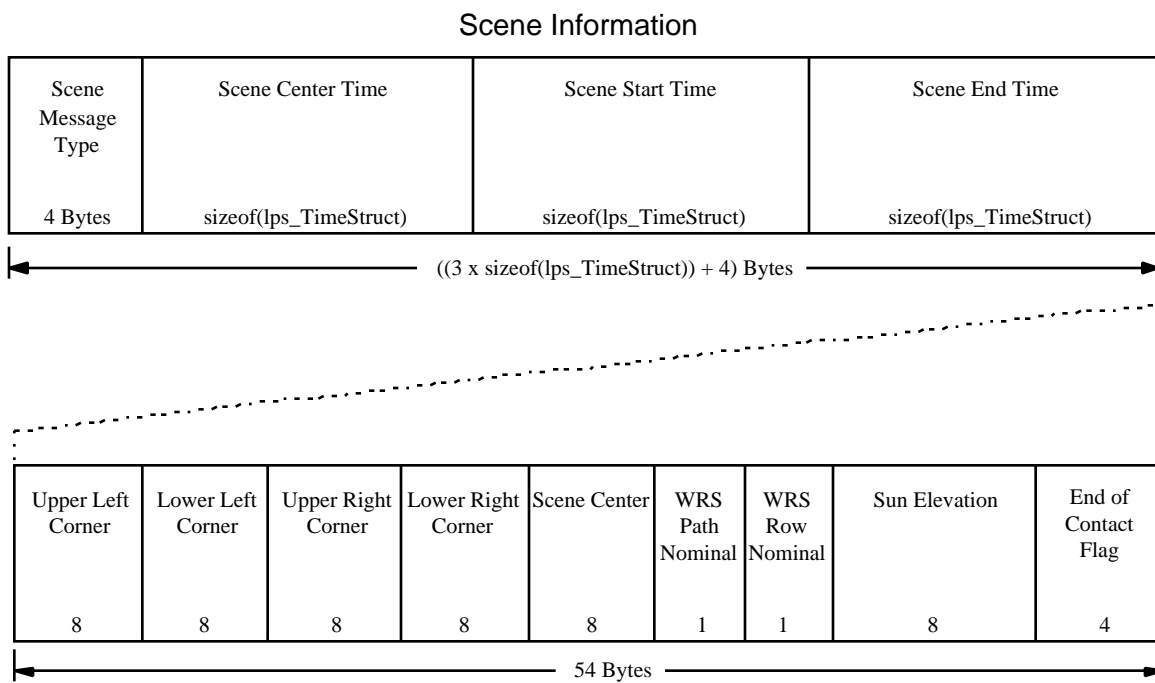 Scene Information
Scene Message Type
4 Bytes
Scene Center Time
sizeof(lps_TimeStruct)
Scene Start Time
sizeof(lps_TimeStruct)
Scene End Time
sizeof(lps_TimeStruct)
((3 x sizeof(lps_TimeStruct)) + 4) Bytes
Upper Left
Corner
8
Lower Left
Corner
8
Upper Right
Corner
8
Lower Right
Corner
8
Scene Center
8
WRS
Path
Nominal
1
WRS
Row
Nominal
1
Sun Elevation
8
End of
Contact
Flag
4
54 Bytes